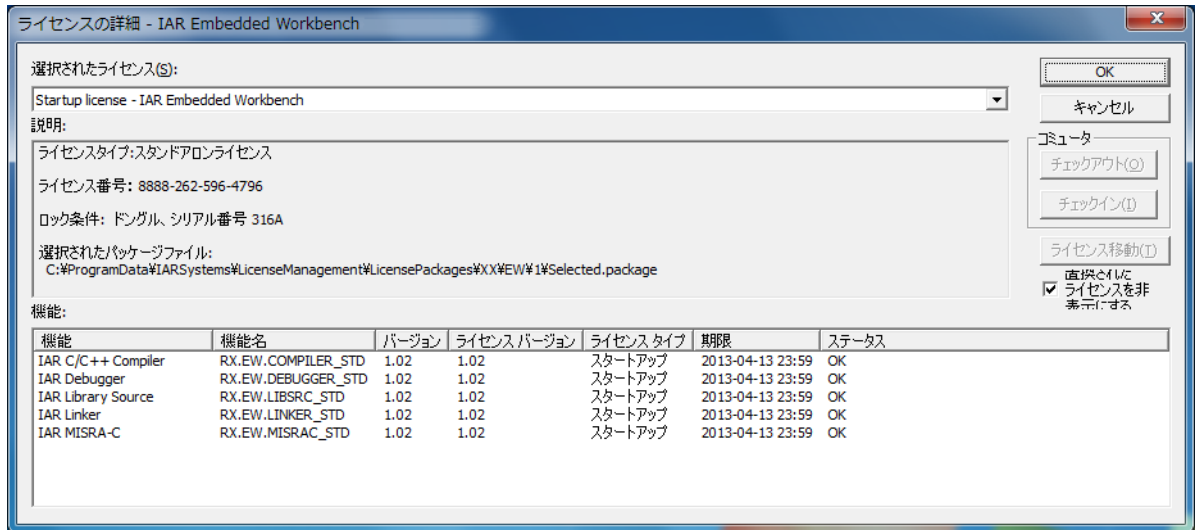 ライセンスの詳細 - IAR Embedded Workbench
選択されたライセンス(S):
Startup license - IAR Embedded Workbench
説明:
ライセンスタイプ:スタンドアロンライセンス
ライセンス番号: 8888-262-596-4796
ロック条件: ドングル、シリアル番号 316A
選択されたパッケージファイル:
C:¥ProgramData¥IARSystems¥LicenseManagement¥LicensePackages¥XX¥EW¥1¥Selected.package
OK
キャンセル
コミュータ
チェックアウト(O)
チェックイン(I)
ライセンス移動(T)
選択された
ライセンスを非
表示にする
機能:
機能 機能名 バージョン ライセンス バージョン ライセンス タイプ 期限 ステータス
IAR C/C++ Compiler RX.EW.COMPILER_STD 1.02 1.02 スタートアップ 2013-04-13 23:59 OK
IAR Debugger RX.EW.DEBUGGER_STD 1.02 1.02 スタートアップ 2013-04-13 23:59 OK
IAR Library Source RX.EW.LIBSRC_STD 1.02 1.02 スタートアップ 2013-04-13 23:59 OK
IAR Linker RX.EW.LINKER_STD 1.02 1.02 スタートアップ 2013-04-13 23:59 OK
IAR MISRA-C RX.EW.MISRAC_STD 1.02 1.02 スタートアップ 2013-04-13 23:59 OK